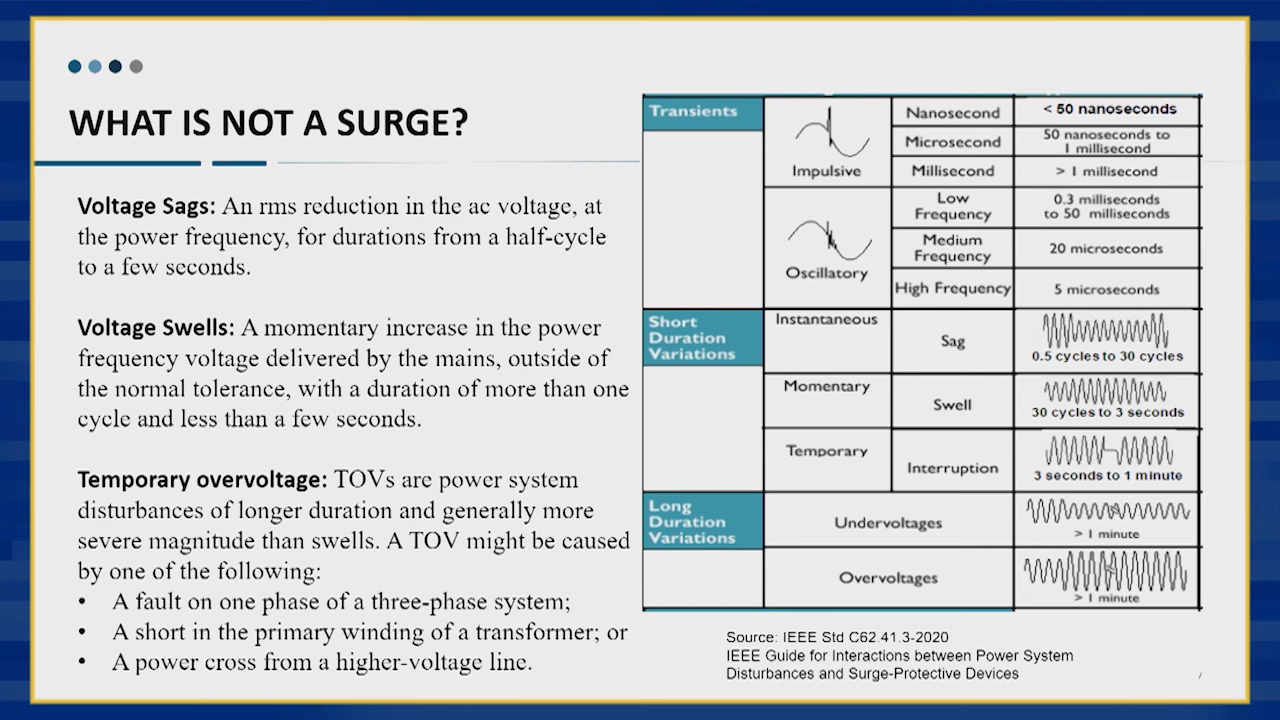 WHAT IS NOT A SURGE?
Voltage Sags: An rms reduction in the ac voltage, at
the power frequency, for durations from a half-cycle
to a few seconds.
Voltage Swells: A momentary increase in the power
frequency voltage delivered by the mains, outside of
the normal tolerance, with a duration of more than one
cycle and less than a few seconds.
Temporary overvoltage: TOVs are power system
disturbances of longer duration and generally more
severe magnitude than swells. A TOV might be caused
by one of the following:
• A fault on one phase of a three-phase system;
• A short in the primary winding of a transformer; or
• A power cross from a higher-voltage line.
Transients
Impulsive
Nanosecond
< 50 nanoseconds
Microsecond
50 nanoseconds to
1 millisecond
Millisecond
> 1 millisecond
Oscillatory
Low
Frequency
0.3 milliseconds
to 50 milliseconds
Medium
Frequency
20 microseconds
High Frequency
5 microseconds
Short
Duration
Variations
Instantaneous
Sag
0.5 cycles to 30 cycles
Momentary
Swell
30 cycles to 3 seconds
Temporary
Interruption
3 seconds to 1 minute
Long
Duration
Variations
Undervoltages
> 1 minute
Overvoltages
> 1 minute
Source: IEEE Std C62.41.3-2020
IEEE Guide for Interactions between Power System
Disturbances and Surge-Protective Devices